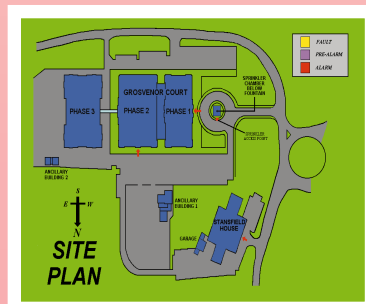 FAULT
PRE-ALARM
ALARM
SPRINKLER
CHAMBER
BELOW
FOUNTAIN
GROSVENOR COURT
PHASE 3
PHASE 2
PHASE 1
SPRINKLER
ACCESS POINT
ANCILLARY
BUILDING 2
S
E W
N
ANCILLARY
BUILDING 1
STANSFIELD
HOUSE
GARAGE
SITE
PLAN